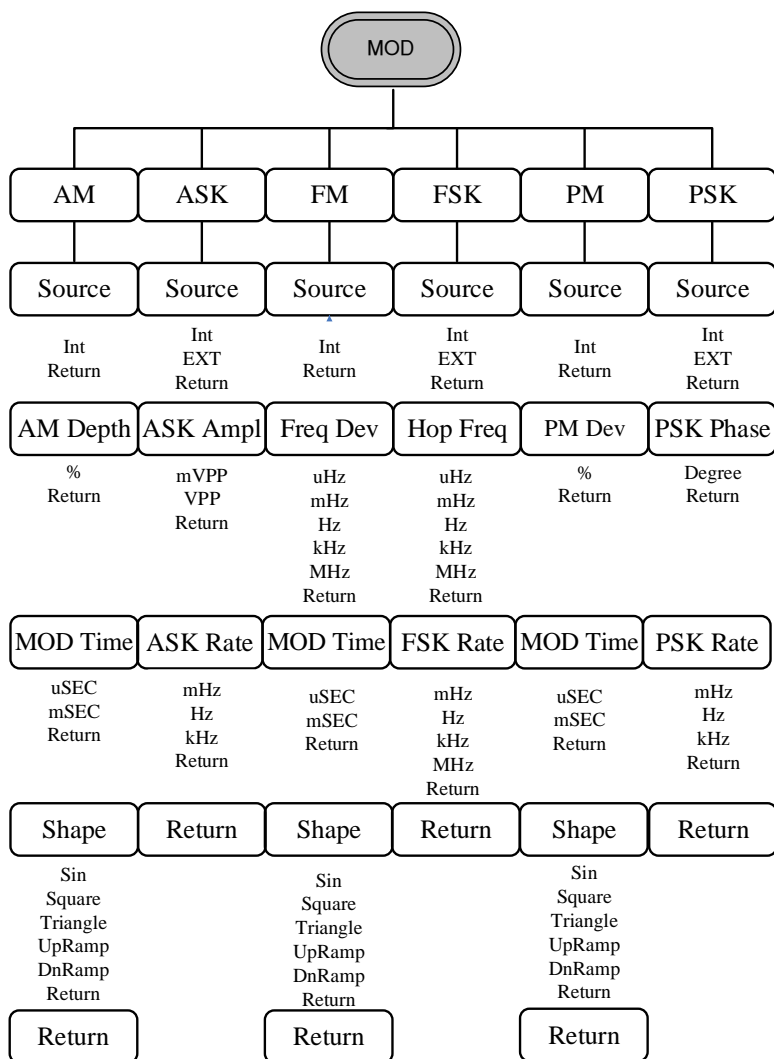 MOD
AM ASK FM FSK PM PSK
Source Source Source Source Source Source
Int Int Int Int Int Int
Return EXT Return EXT Return EXT
Return Return Return
AM Depth ASK Ampl Freq Dev Hop Freq PM Dev PSK Phase
% mVPP uHz uHz % Degree
Return VPP mHz mHz Return Return
Return Hz Hz
kHz kHz
MHz MHz
Return Return
MOD Time ASK Rate MOD Time FSK Rate MOD Time PSK Rate
uSEC mHz uSEC mHz uSEC mHz
mSEC Hz mSEC Hz mSEC Hz
Return kHz Return kHz Return kHz
Return MHz Return
Return
Shape Return Shape Return Shape Return
Sin Sin Sin
Square Square Square
Triangle Triangle Triangle
UpRamp UpRamp UpRamp
DnRamp DnRamp DnRamp
Return Return Return
Return Return Return